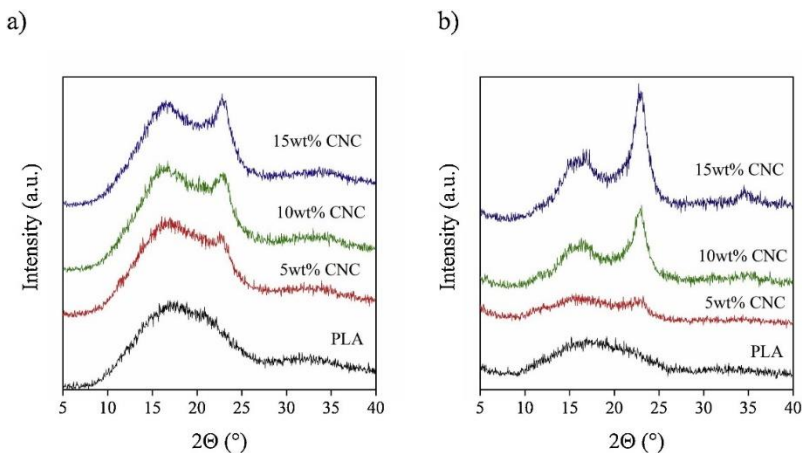 a)
Intensity (a.u.)
15wt% CNC
10wt% CNC
5wt% CNC
PLA
5 10 15 20 25 30 35 40
2Θ (°)
b)
Intensity (a.u.)
15wt% CNC
10wt% CNC
5wt% CNC
PLA
5 10 15 20 25 30 35 40
2Θ (°)